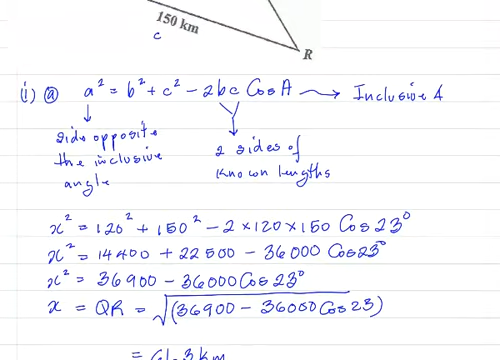 150 km
c
R
(i) ⓐ a² = b² + c² - 2bc Cos A → Inclusive ∠
side opposite
the inclusive
angle
2 sides of
known lengths
x² = 120² + 150² - 2 × 120 × 150 Cos 23°
x² = 14400 + 22500 - 36000 Cos 23°
x² = 36900 - 36000 Cos 23°
x = QR = √(36900 - 36000 Cos 23)
= 61.3 km